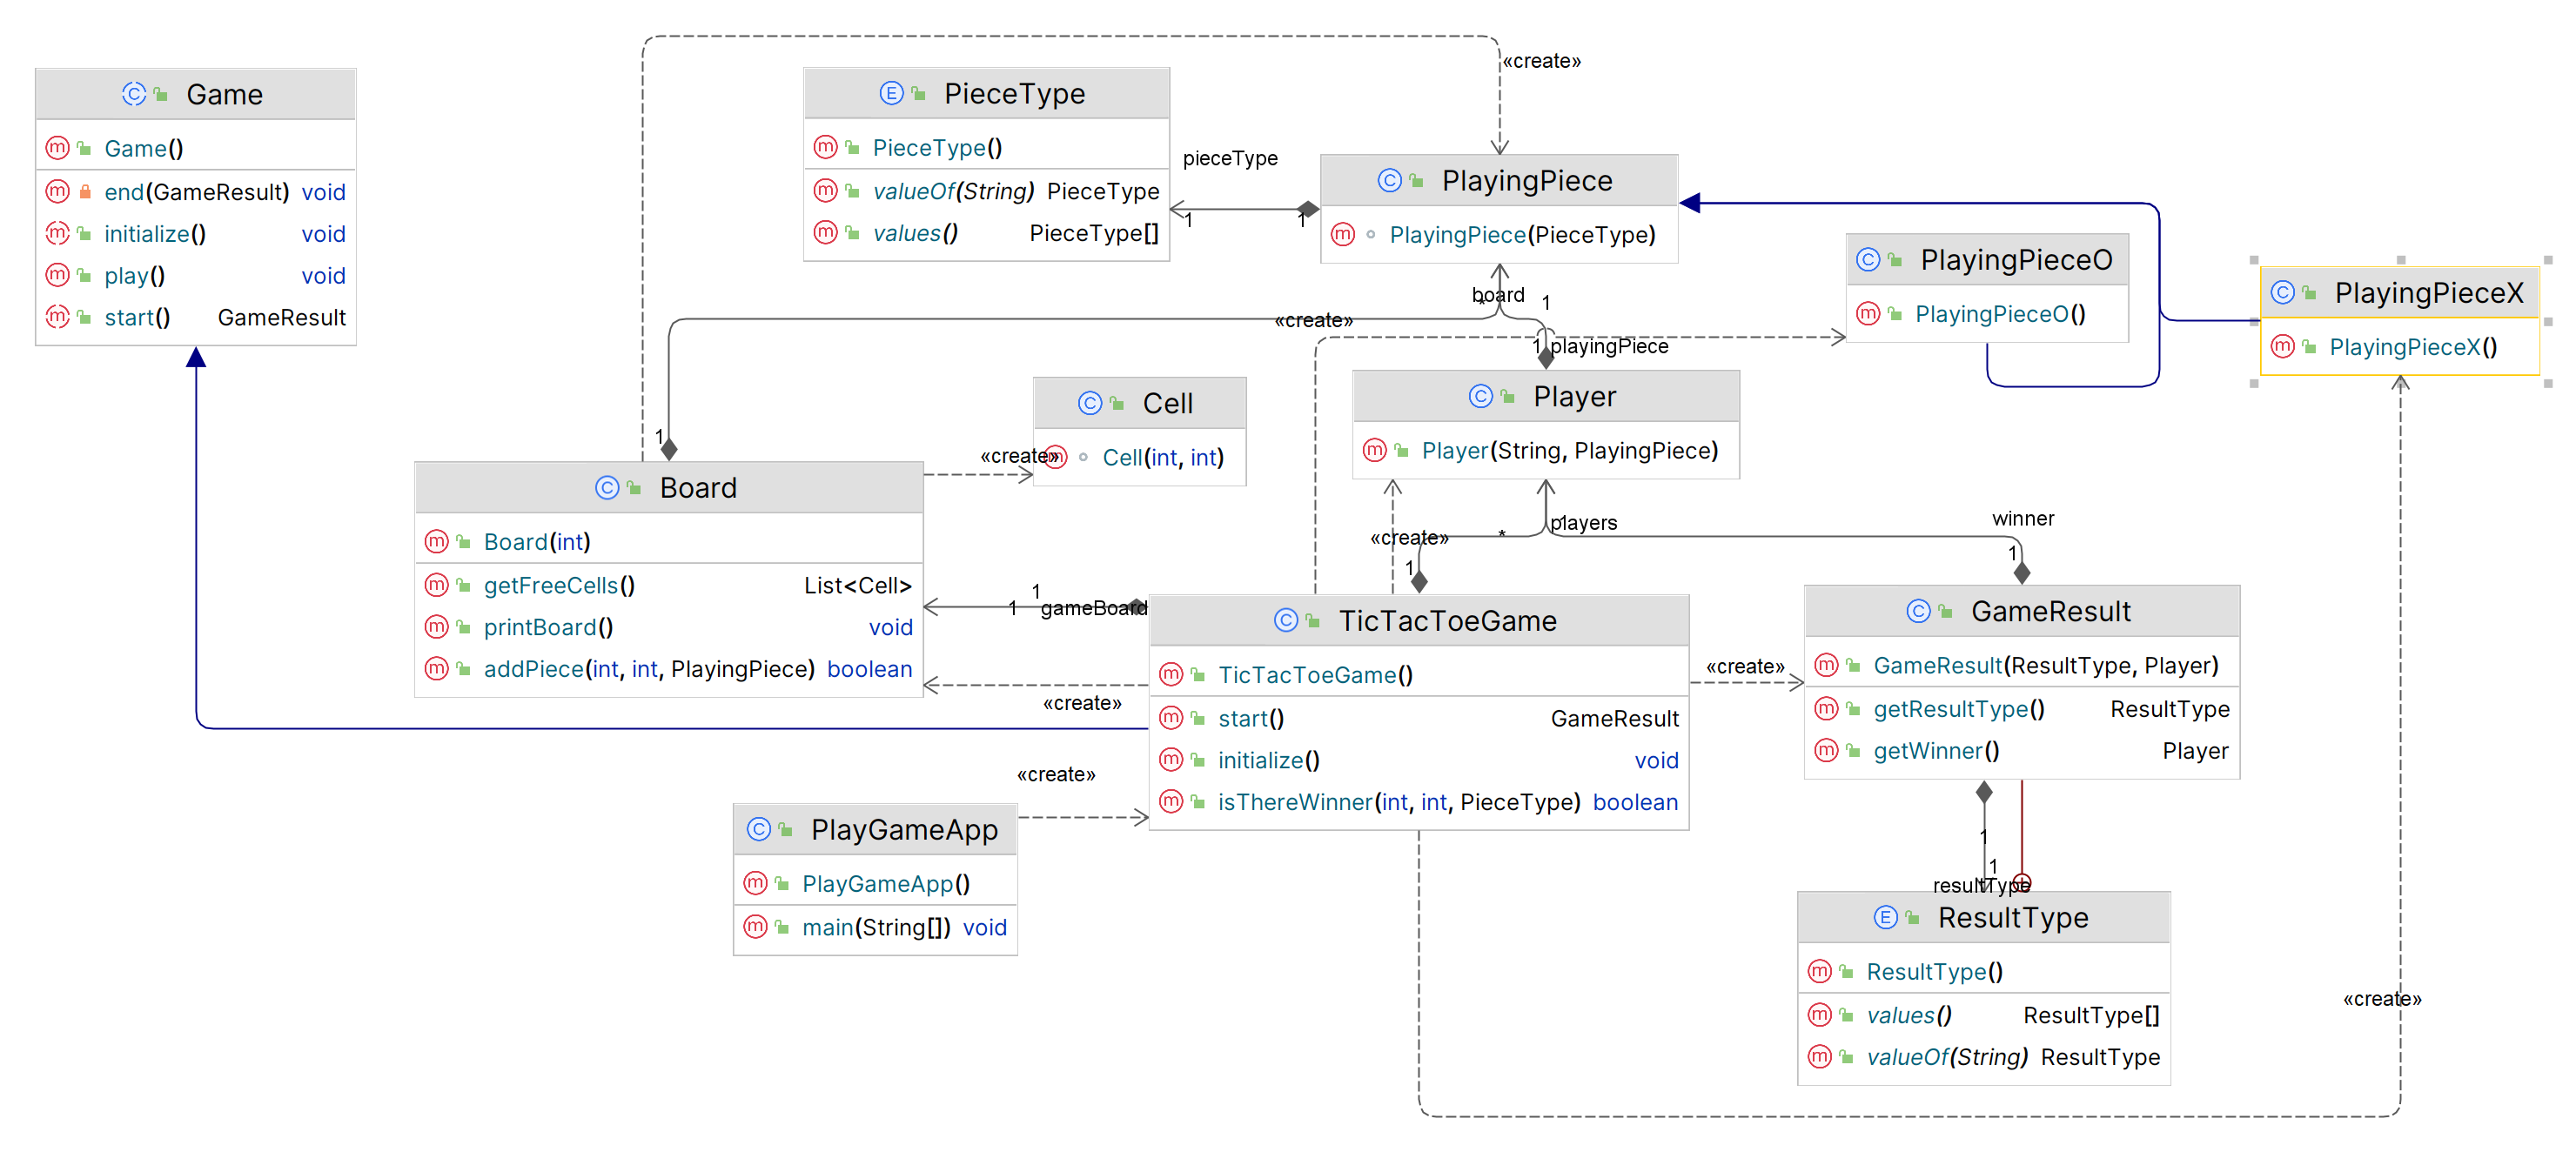 Game
Game()
end(GameResult) void
initialize() void
play() void
start() GameResult
PieceType
PieceType()
valueOf(String) PieceType
values() PieceType[]
«create»
pieceType
1
1
PlayingPiece
PlayingPiece(PieceType)
PlayingPieceO
PlayingPieceO()
PlayingPieceX
PlayingPieceX()
board
*
1
«create»
1
playingPiece
Cell
Cell(int, int)
«create»
Player
Player(String, PlayingPiece)
1
Board
Board(int)
getFreeCells() List<Cell>
printBoard() void
addPiece(int, int, PlayingPiece) boolean
players
1
*
«create»
1
winner
1
1
1
gameBoard
«create»
TicTacToeGame
TicTacToeGame()
start() GameResult
initialize() void
isThereWinner(int, int, PieceType) boolean
«create»
GameResult
GameResult(ResultType, Player)
getResultType() ResultType
getWinner() Player
«create»
PlayGameApp
PlayGameApp()
main(String[]) void
1
1
resultType
ResultType
ResultType()
values() ResultType[]
valueOf(String) ResultType
«create»